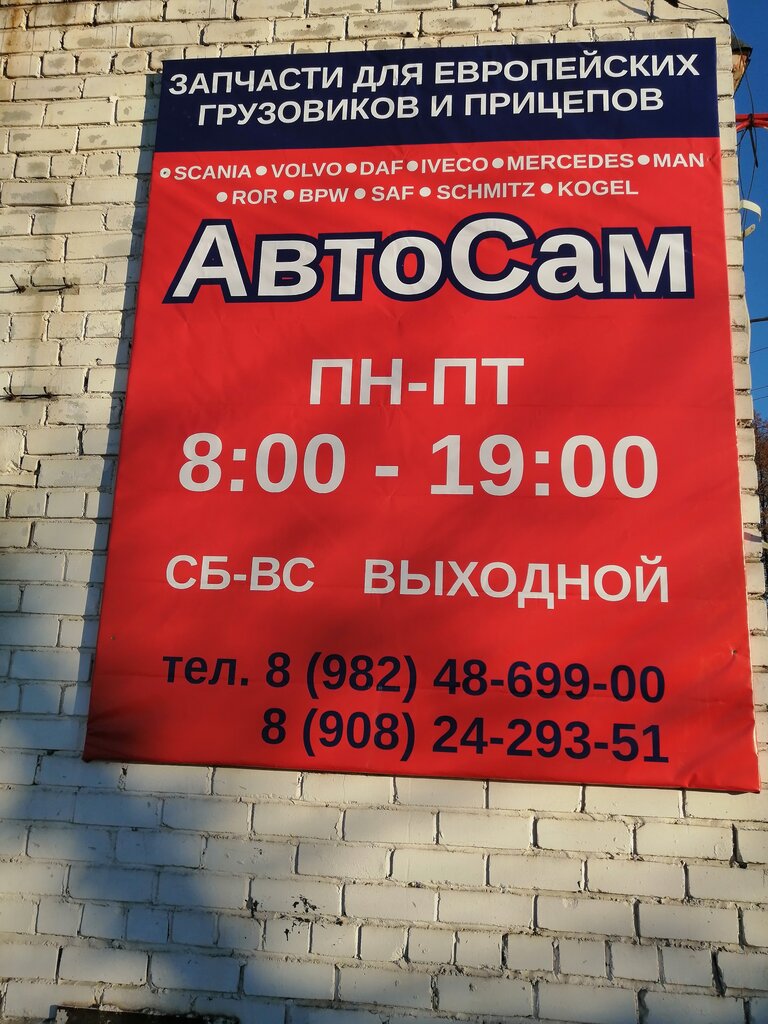 ЗАПЧАСТИ ДЛЯ ЕВРОПЕЙСКИХ
ГРУЗОВИКОВ И ПРИЦЕПОВ
•SCANIA•VOLVO•DAF•IVECO•MERCEDES•MAN
•ROR•BPW•SAF•SCHMITZ•KOGEL
АвтоСам
ПН-ПТ
8:00 - 19:00
СБ-ВС ВЫХОДНОЙ
тел. 8 (982) 48-699-00
8 (908) 24-293-51